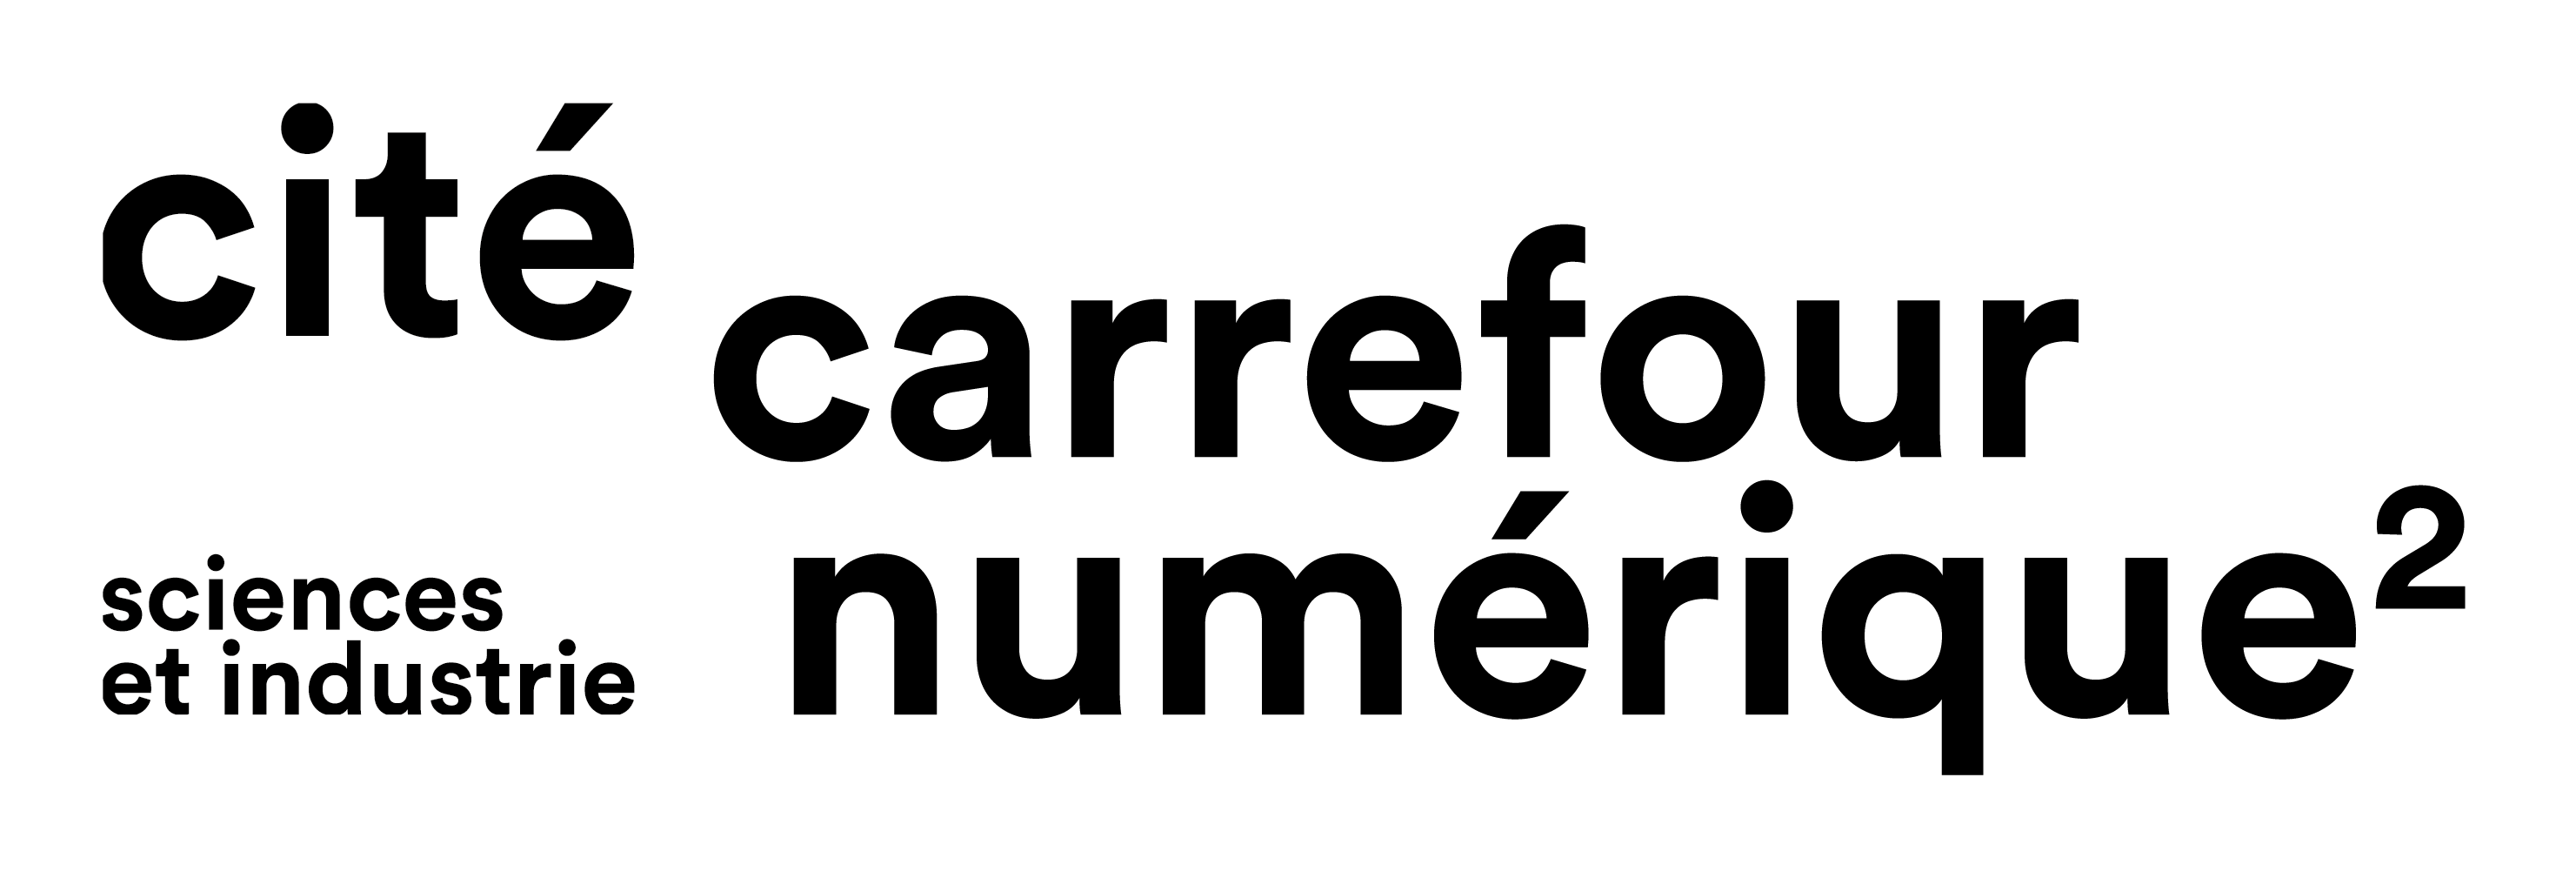 cité
sciences
et industrie
carrefour
numérique²